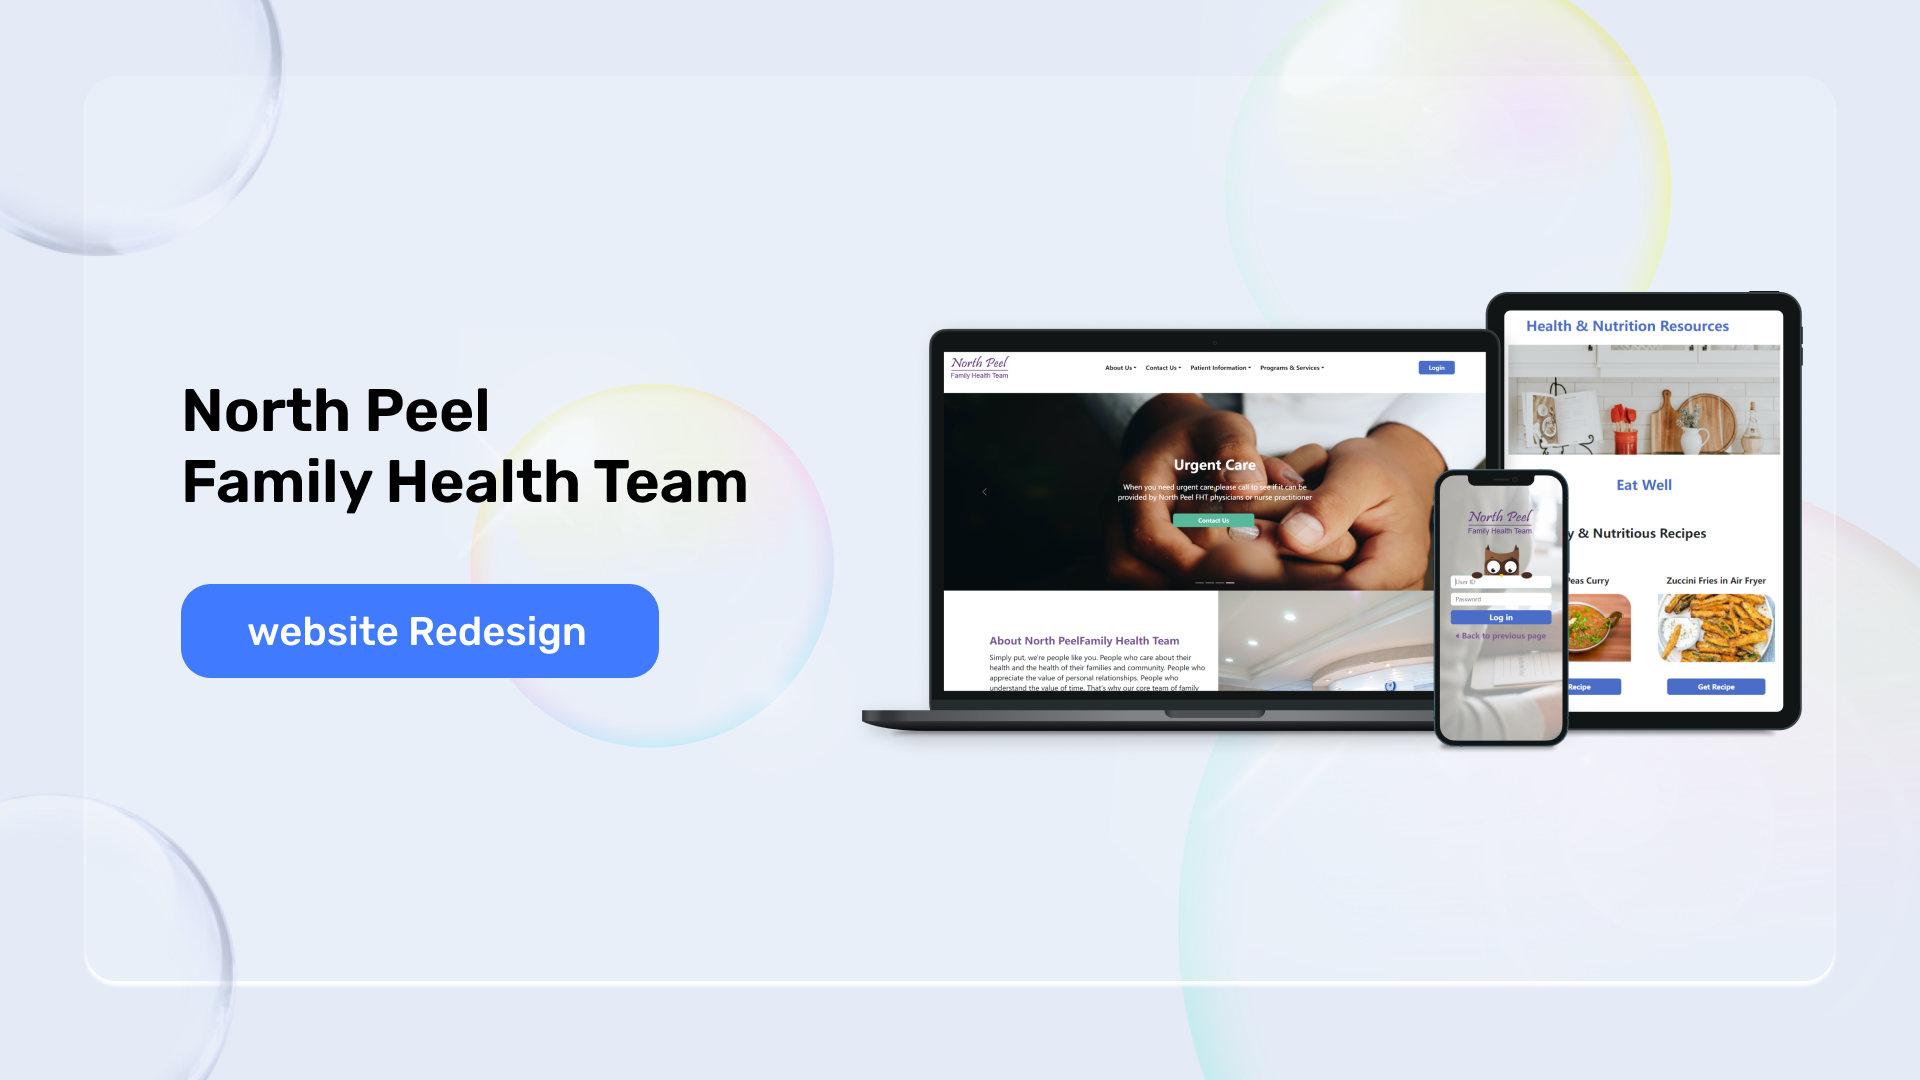 North Peel
Family Health Team
website Redesign
North Peel
Family Health Team
About Us
Contact Us
Patient Information
Programs & Services
Login
Urgent Care
When you need urgent care,please call to see if it can be
provided by North Peel FHT physicians or nurse practitioner
Contact Us
About North PeelFamily Health Team
Simply put, we're people like you. People who care about their
health and the health of their families and community. People who
appreciate the value of personal relationships. People who
understand the value of time. That's why our core team of family
North Peel
Family Health Team
User ID
Password
Log in
Back to previous page
Health & Nutrition Resources
Eat Well
y & Nutritious Recipes
Peas Curry
Zuccini Fries in Air Fryer
Recipe
Get Recipe